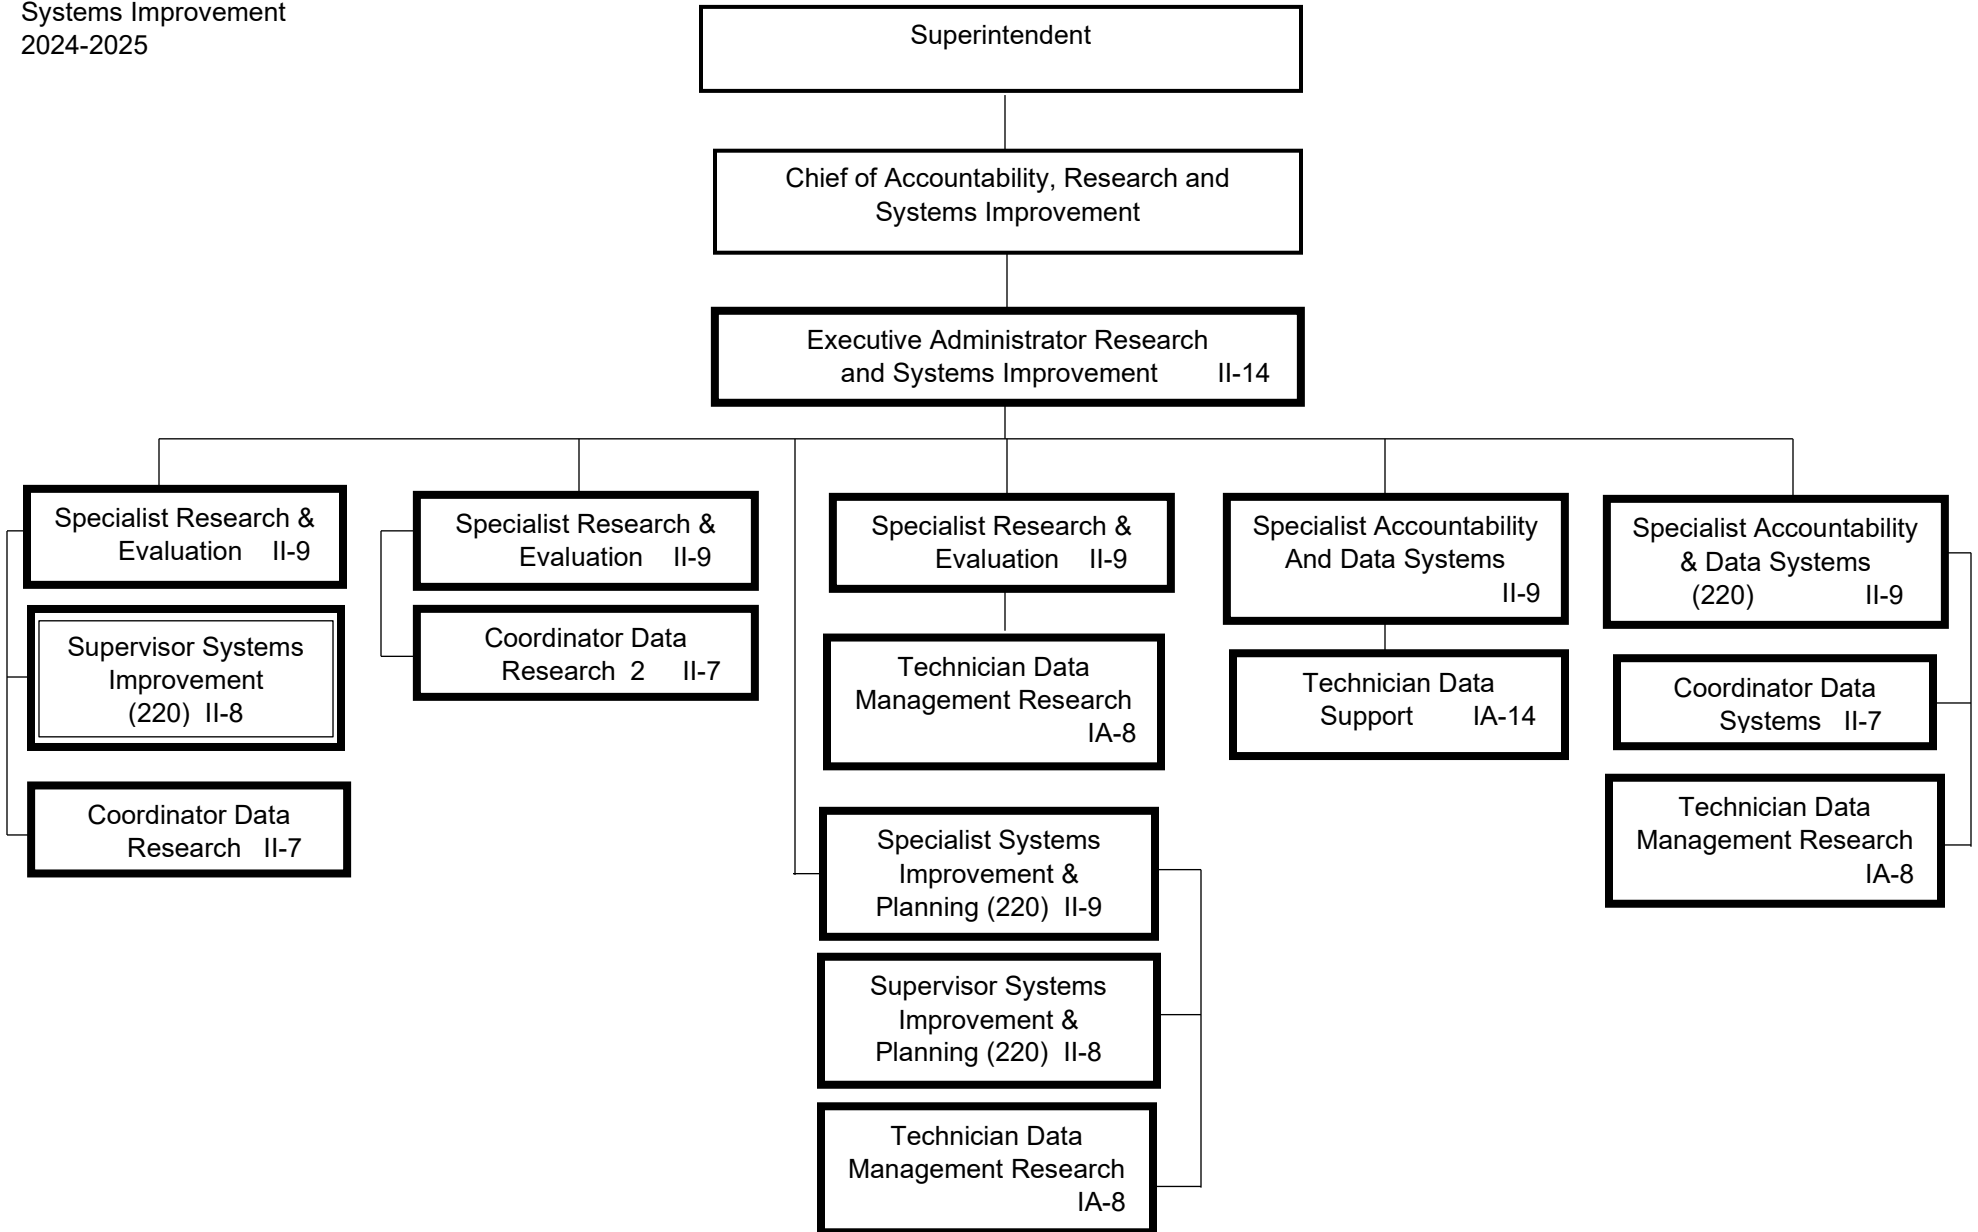 Systems Improvement
2024-2025
Superintendent
Chief of Accountability, Research and
Systems Improvement
Executive Administrator Research
and Systems Improvement II-14
Specialist Research &
Evaluation II-9
Supervisor Systems
Improvement
(220) II-8
Coordinator Data
Research II-7
Specialist Research &
Evaluation II-9
Coordinator Data
Research 2 II-7
Specialist Research &
Evaluation II-9
Technician Data
Management Research
IA-8
Specialist Systems
Improvement &
Planning (220) II-9
Supervisor Systems
Improvement &
Planning (220) II-8
Technician Data
Management Research
IA-8
Specialist Accountability
And Data Systems
II-9
Technician Data
Support IA-14
Specialist Accountability
& Data Systems
(220) II-9
Coordinator Data
Systems II-7
Technician Data
Management Research
IA-8